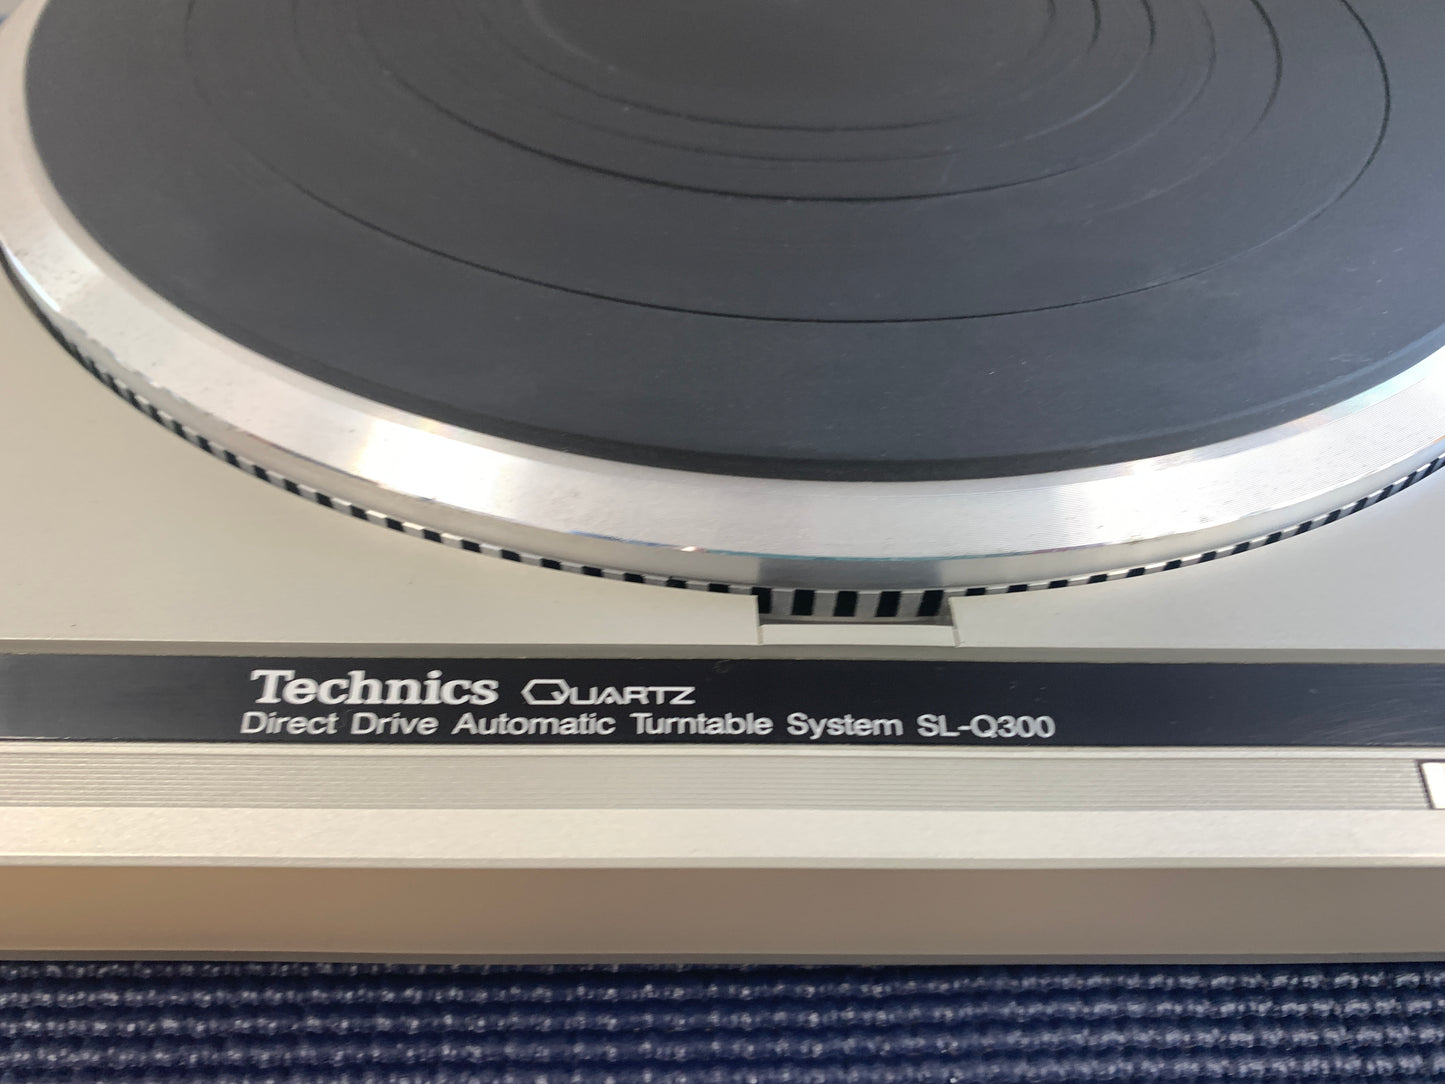 Technics QUARTZ
Direct Drive Automatic Turntable System SL-Q300